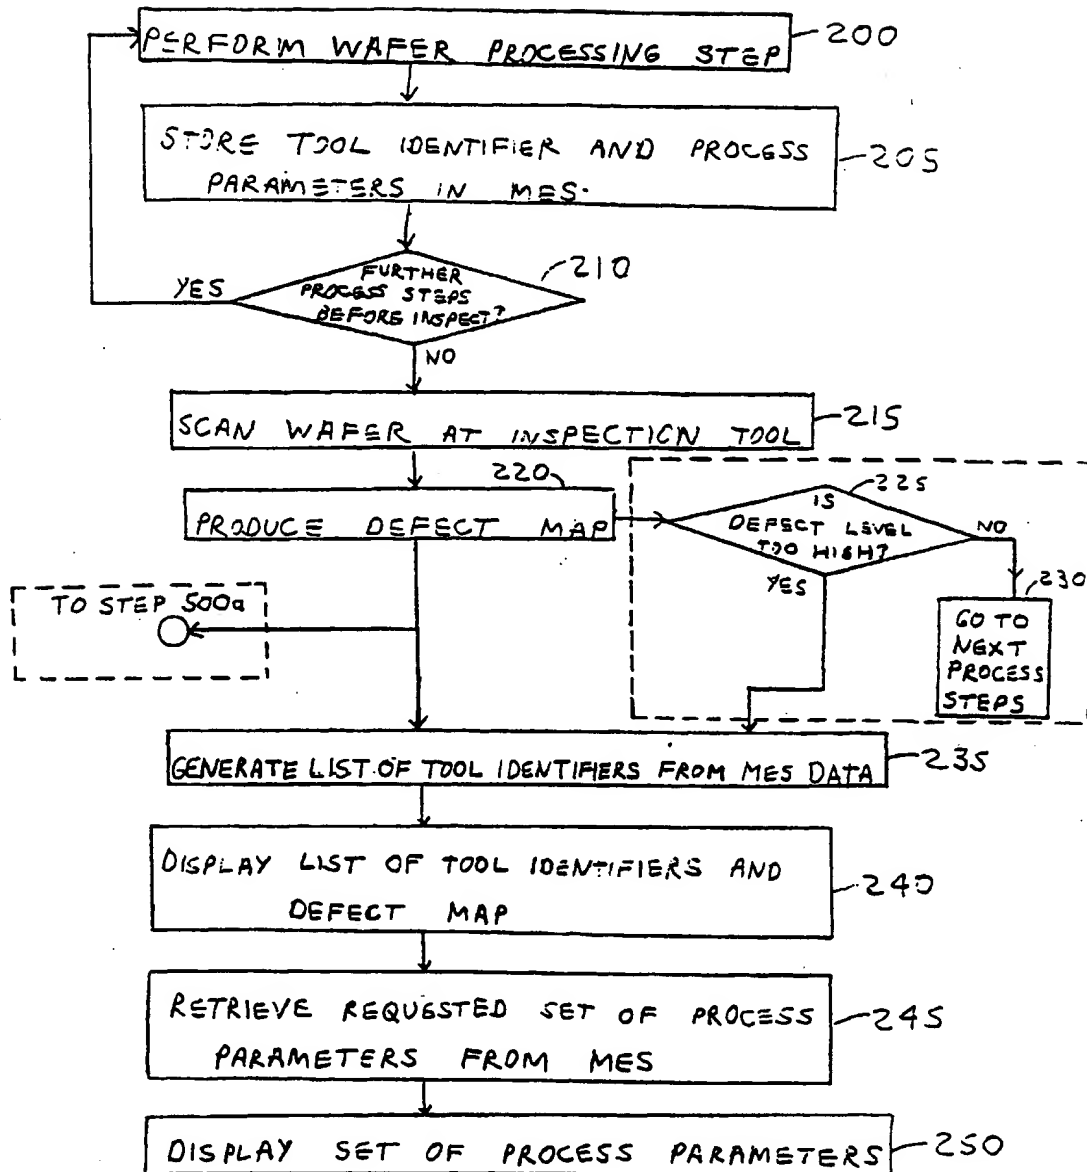 PERFORM WAFER PROCESSING STEP
200
STORE TOOL IDENTIFIER AND PROCESS
PARAMETERS IN MES.
205
FURTHER
PROCESS STEPS
BEFORE INSPECT?
210
YES
NO
SCAN WAFER AT INSPECTION TOOL
215
220
PRODUCE DEFECT MAP
225
IS
DEFECT LEVEL
TOO HIGH?
NO
YES
230
GO TO
NEXT
PROCESS
STEPS
TO STEP 500a
GENERATE LIST OF TOOL IDENTIFIERS FROM MES DATA
235
DISPLAY LIST OF TOOL IDENTIFIERS AND
DEFECT MAP
240
RETRIEVE REQUESTED SET OF PROCESS
PARAMETERS FROM MES
245
DISPLAY SET OF PROCESS PARAMETERS
250